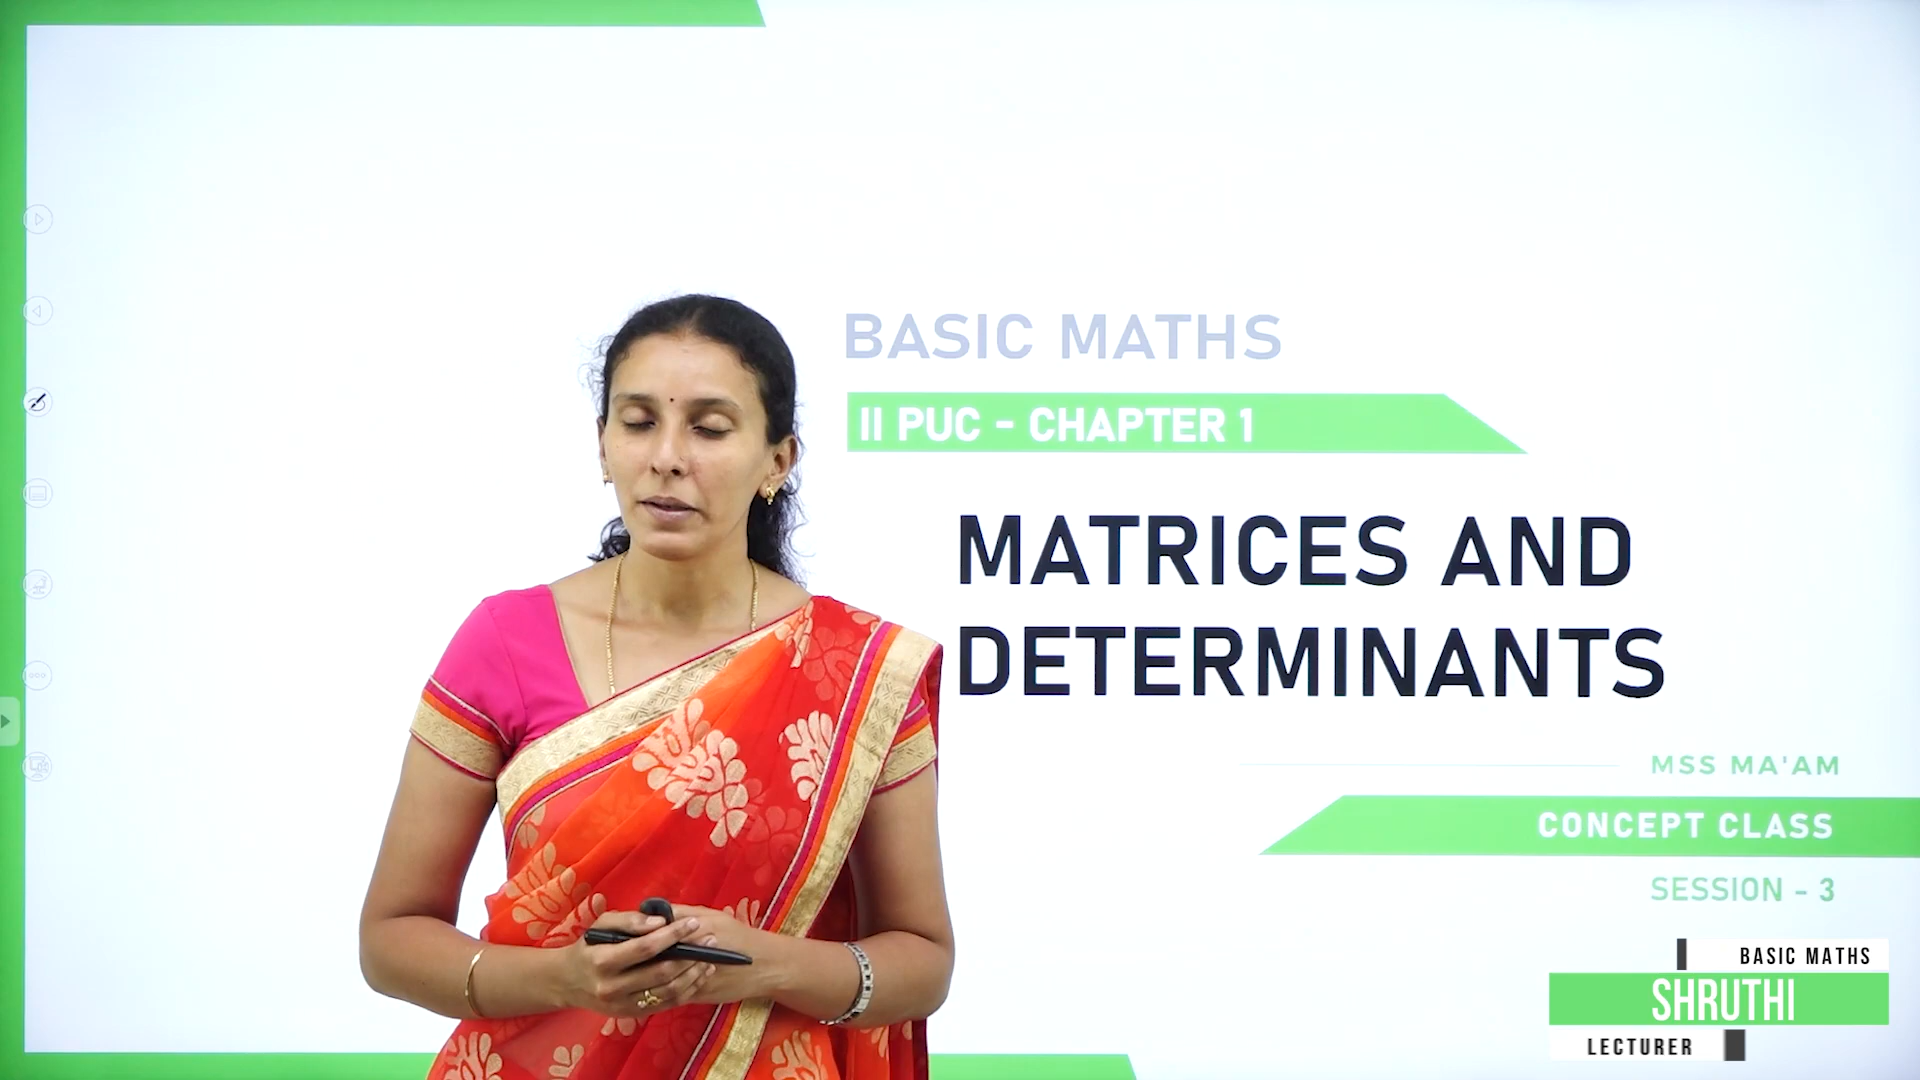 BASIC MATHS
II PUC - CHAPTER 1
MATRICES AND
DETERMINANTS
MSS MA'AM
CONCEPT CLASS
SESSION - 3
BASIC MATHS
SHRUTHI
LECTURER